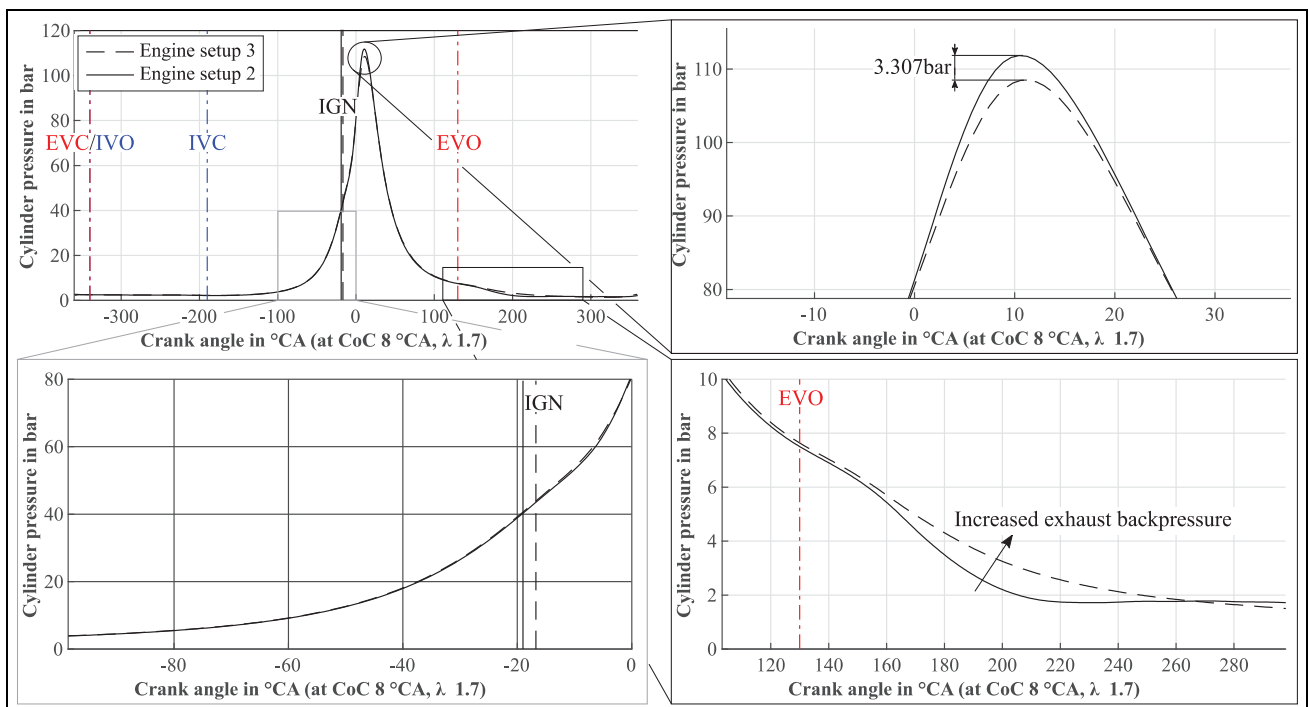 Cylinder pressure in bar
120
100
80
60
40
20
0
Engine setup 3
Engine setup 2
IGN
EVC/IVO
IVC
EVO
-300
-200
-100
0
100
200
300
Crank angle in °CA (at CoC 8 °CA, λ 1.7)
Cylinder pressure in bar
110
100
90
80
3.307bar
-10
0
10
20
30
Crank angle in °CA (at CoC 8 °CA, λ 1.7)
Cylinder pressure in bar
80
60
40
20
0
IGN
-80
-60
-40
-20
0
Crank angle in °CA (at CoC 8 °CA, λ 1.7)
Cylinder pressure in bar
10
8
6
4
2
0
EVO
Increased exhaust backpressure
120
140
160
180
200
220
240
260
280
Crank angle in °CA (at CoC 8 °CA, λ 1.7)